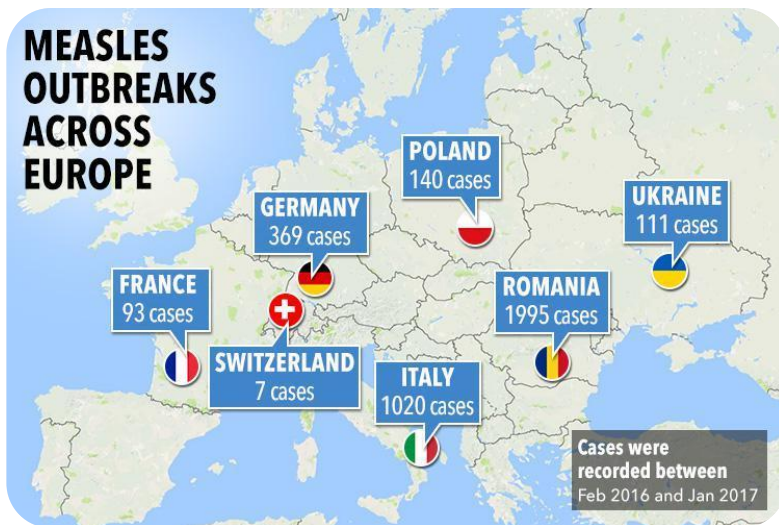 MEASLES
OUTBREAKS
ACROSS
EUROPE
POLAND
140 cases
UKRAINE
111 cases
GERMANY
369 cases
FRANCE
93 cases
ROMANIA
1995 cases
SWITZERLAND
7 cases
ITALY
1020 cases
Cases were
recorded between
Feb 2016 and Jan 2017